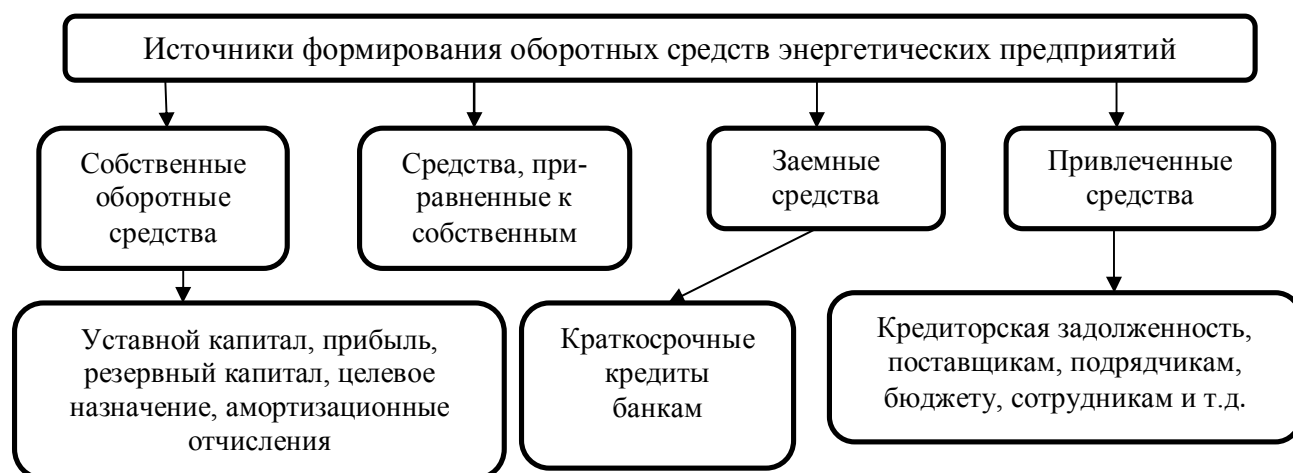 Источники формирования оборотных средств энергетических предприятий
Собственные
оборотные
средства
Средства, при-
равненные к
собственным
Заемные
средства
Привлеченные
средства
Уставной капитал, прибыль,
резервный капитал, целевое
назначение, амортизационные
отчисления
Краткосрочные
кредиты
банкам
Кредиторская задолженность,
поставщикам, подрядчикам,
бюджету, сотрудникам и т.д.